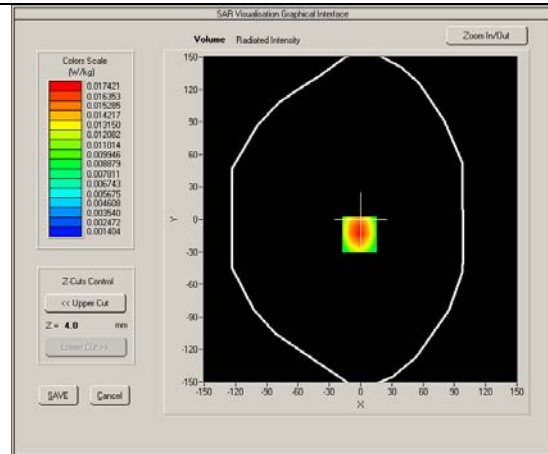 SAR Visualisation Graphical Interface
Volume Radiated Intensity
Zoom In/Out
Colors Scale
(W/kg)
0.017421
0.016353
0.015285
0.014217
0.013150
0.012082
0.011014
0.009946
0.008879
0.007811
0.006743
0.005675
0.004608
0.003540
0.002472
0.001404
Z-Cuts Control
<< Upper Cut
Z = 4.0 mm
Lower Cut >>
SAVE Cancel
150
120
90
60
30
0
-30
-60
-90
-120
-150
Y
-150 -120 -90 -60 -30 0 30 60 90 120 150
X